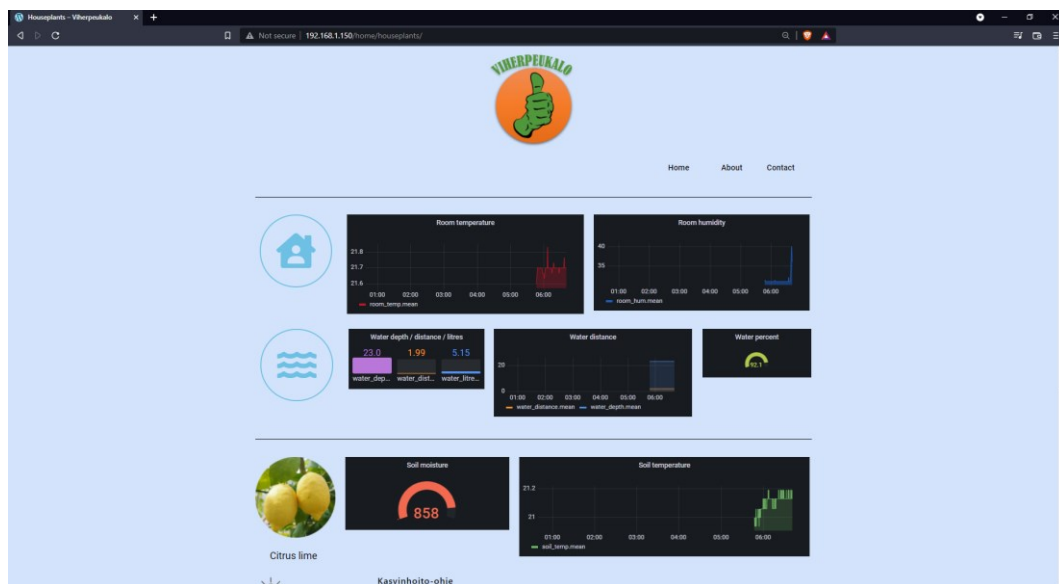 Houseplants – Viherpeukalo
Not secure | 192.168.1.150/home/houseplants/
VIHERPEUKALO
Home About Contact
Room temperature
21.8
21.7
21.6
01:00 02:00 03:00 04:00 05:00 06:00
room_temp.mean
Room humidity
40
35
01:00 02:00 03:00 04:00 05:00 06:00
room_hum.mean
Water depth / distance / litres
23.0 1.99 5.15
water_dep... water_dist... water_litre...
Water distance
20
0
01:00 02:00 03:00 04:00 05:00 06:00
water_distance.mean water_depth.mean
Water percent
92.1
Soil moisture
858
Soil temperature
21.2
21
01:00 02:00 03:00 04:00 05:00 06:00
soil_temp.mean
Citrus lime
Kasvinhoito-ohje